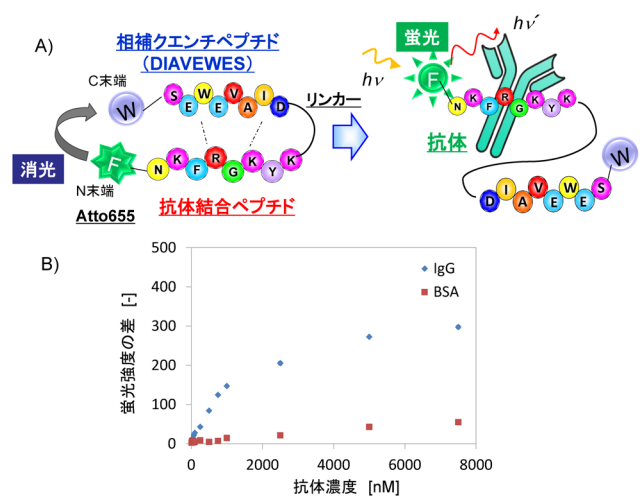 A)
相補クエンチペプチド
（DIAVEWES）
C末端
W
S E W E V A I D
リンカー
消光
F
N K F R G K Y K
N末端
Atto655
抗体結合ペプチド
蛍光
hν
hν´
F
N K F R G K Y K
抗体
W
D I A V E W E S
B)
蛍光強度の差 [-]
500
400
300
200
100
0
IgG
BSA
0 2000 4000 6000 8000
抗体濃度 [nM]